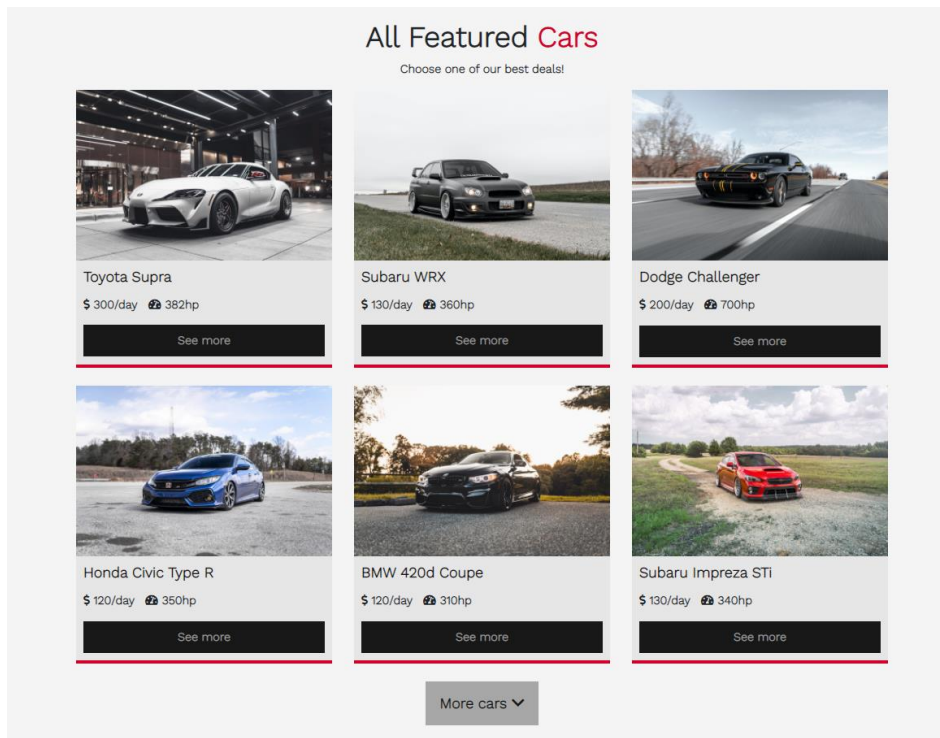 All Featured Cars
Choose one of our best deals!
Toyota Supra
$ 300/day 382hp
See more
Subaru WRX
$ 130/day 360hp
See more
Dodge Challenger
$ 200/day 700hp
See more
Honda Civic Type R
$ 120/day 350hp
See more
BMW 420d Coupe
$ 120/day 310hp
See more
Subaru Impreza STi
$ 130/day 340hp
See more
More cars